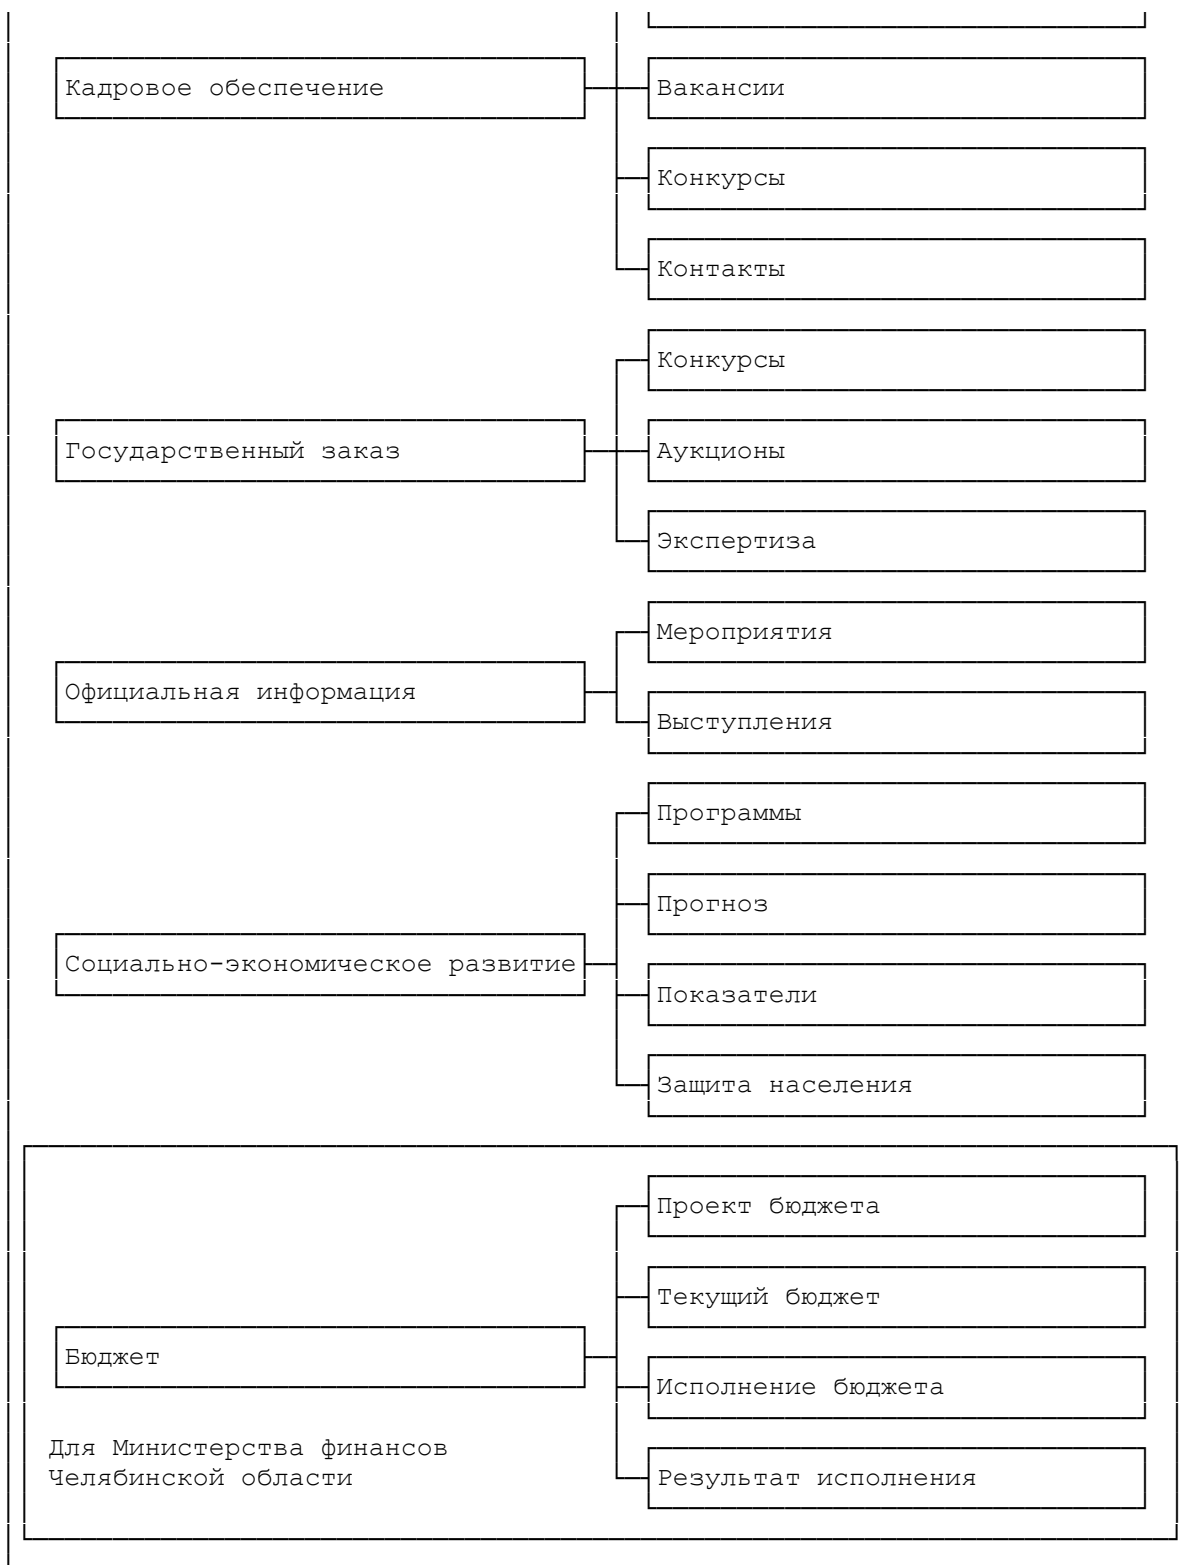 Кадровое обеспечение
Вакансии
Конкурсы
Контакты
Конкурсы
Государственный заказ
Аукционы
Экспертиза
Мероприятия
Официальная информация
Выступления
Программы
Прогноз
Социально-экономическое развитие
Показатели
Защита населения
Проект бюджета
Текущий бюджет
Бюджет
Исполнение бюджета
Для Министерства финансов
Челябинской области
Результат исполнения